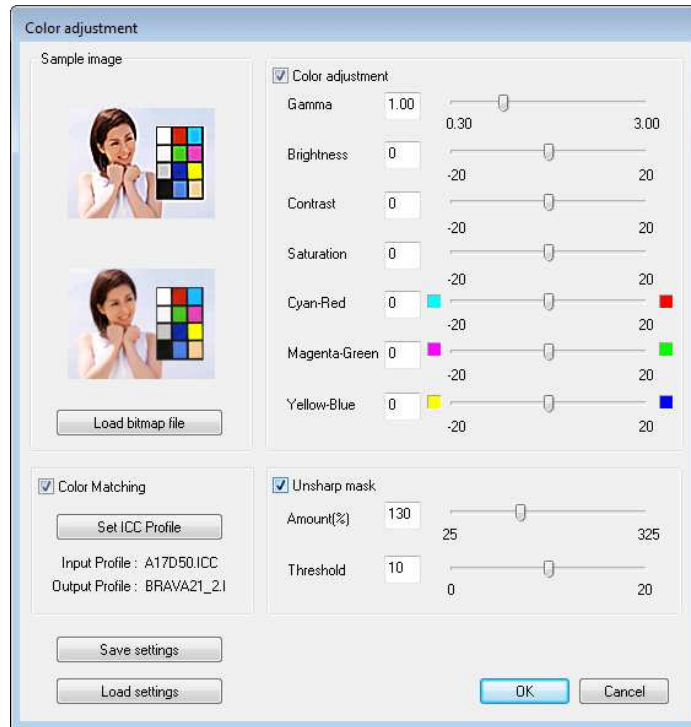 Color adjustment
Sample image
Load bitmap file
Color adjustment
Gamma 1.00
0.30 3.00
Brightness 0
-20 20
Contrast 0
-20 20
Saturation 0
-20 20
Cyan-Red 0
-20 20
Magenta-Green 0
-20 20
Yellow-Blue 0
-20 20
Color Matching
Set ICC Profile
Input Profile : A17D50.ICC
Output Profile : BRAVA21_2.I
Unsharp mask
Amount(%) 130
25 325
Threshold 10
0 20
Save settings
Load settings
OK Cancel